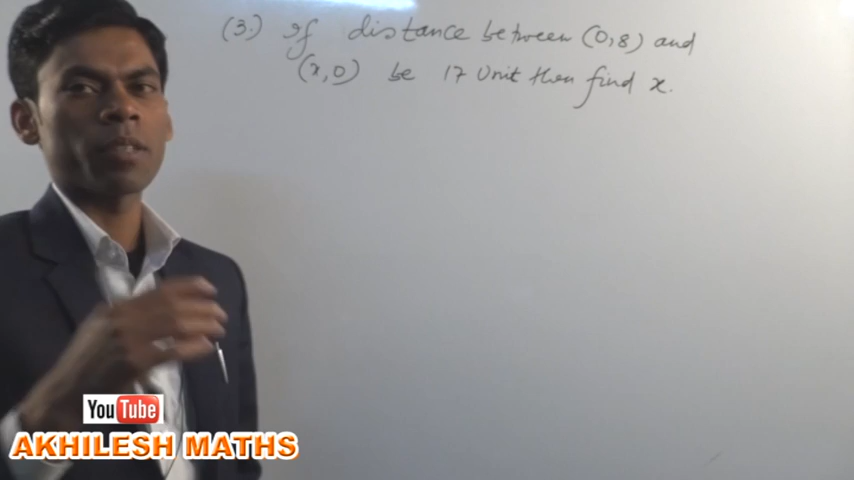 (3.) If distance between (0,8) and
(x,0) be 17 Unit then find x.
YouTube
AKHILESH MATHS